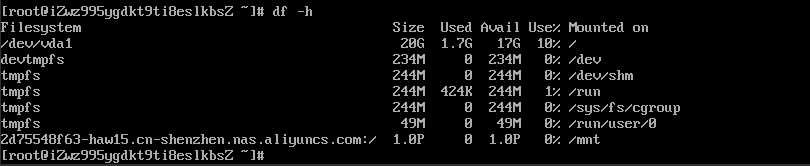 [root@iZwz995ygdkt9ti8eslkbsZ ~]# df -h
Filesystem Size Used Avail Use% Mounted on
/dev/vda1 20G 1.7G 17G 10% /
devtmpfs 234M 0 234M 0% /dev
tmpfs 244M 0 244M 0% /dev/shm
tmpfs 244M 424K 244M 1% /run
tmpfs 244M 0 244M 0% /sys/fs/cgroup
tmpfs 49M 0 49M 0% /run/user/0
2d75548f63-haw15.cn-shenzhen.nas.aliyuncs.com:/ 1.0P 0 1.0P 0% /mnt
[root@iZwz995ygdkt9ti8eslkbsZ ~]#